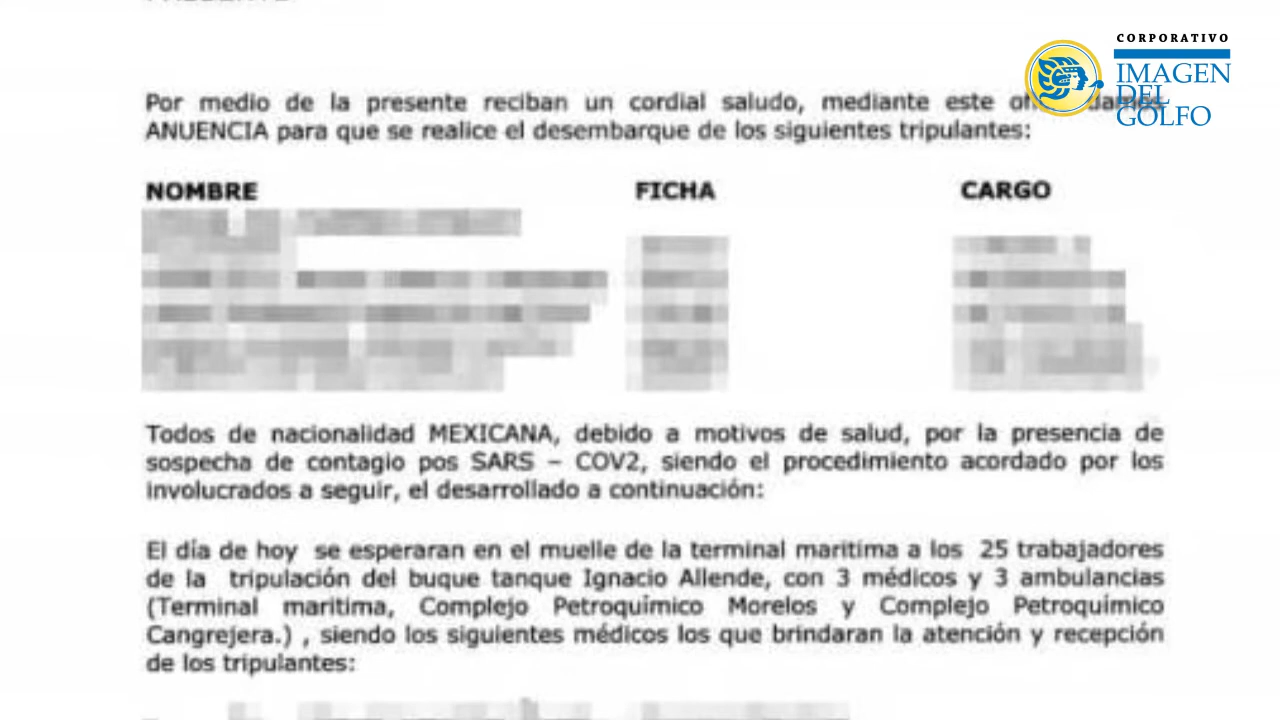 CORPORATIVO
IMAGEN
DEL
GOLFO
Por medio de la presente reciban un cordial saludo, mediante este
ANUENCIA para que se realice el desembarque de los siguientes tripulantes:
NOMBRE FICHA CARGO
Todos de nacionalidad MEXICANA, debido a motivos de salud, por la presencia de
sospecha de contagio pos SARS – COV2, siendo el procedimiento acordado por los
involucrados a seguir, el desarrollado a continuación:
El día de hoy se esperaran en el muelle de la terminal maritima a los 25 trabajadores
de la tripulación del buque tanque Ignacio Allende, con 3 médicos y 3 ambulancias
(Terminal maritima, Complejo Petroquímico Morelos y Complejo Petroquímico
Cangrejera.) , siendo los siguientes médicos los que brindaran la atención y recepción
de los tripulantes: